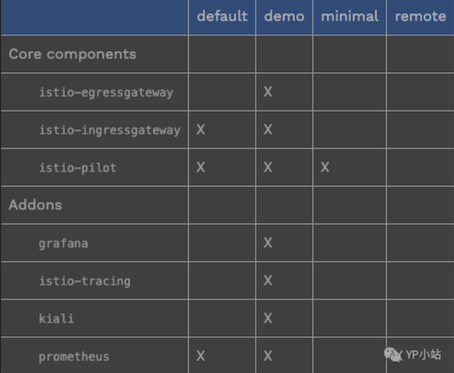 default demo minimal remote
Core components
istio-egressgateway X
istio-ingressgateway X X
istio-pilot X X X
Addons
grafana X
istio-tracing X
kiali X
prometheus X X
YP小站